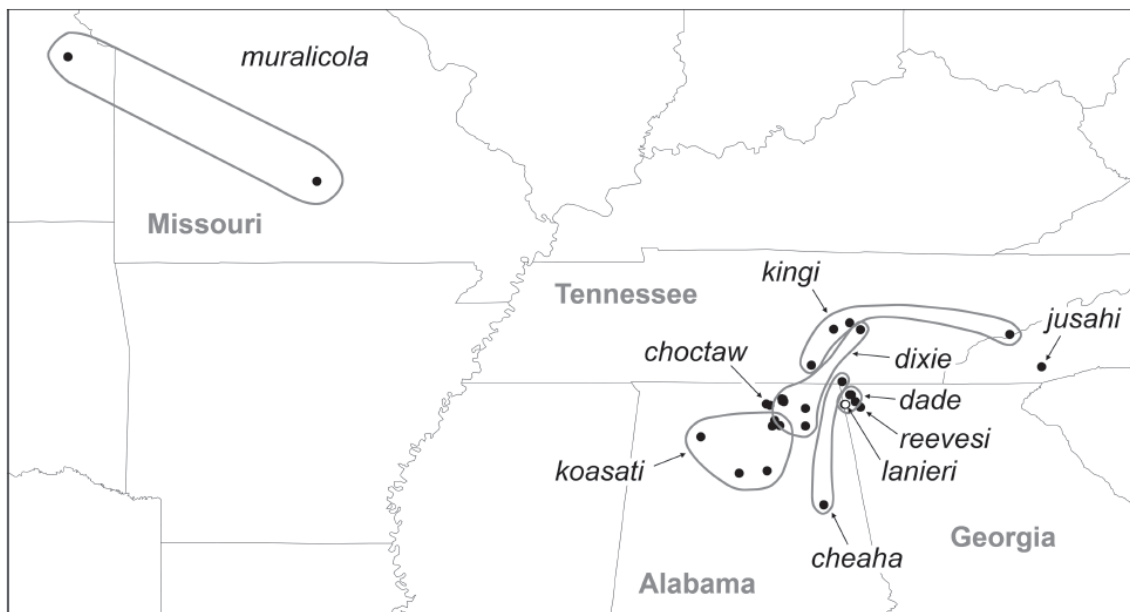 muralicola
Missouri
kingi
Tennessee
jusahi
choctaw
dixie
dade
reevesi
koasati
lanieri
Georgia
cheaha
Alabama